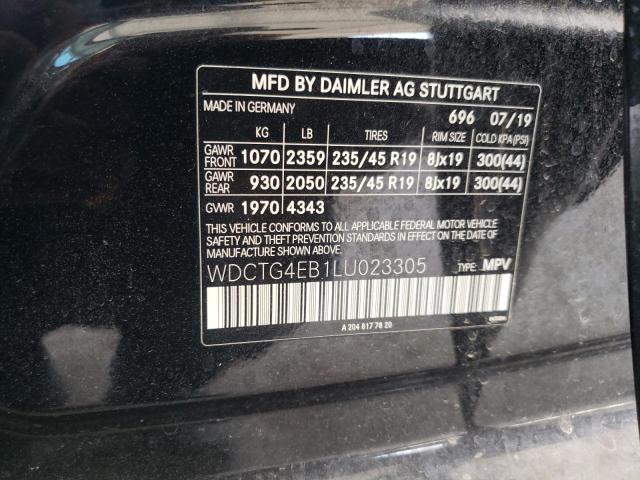 MFD BY DAIMLER AG STUTTGART
MADE IN GERMANY
696 07/19
KG LB TIRES RIM SIZE COLD KPA(PSI)
GAWR FRONT 1070 2359 235/45 R19 8Jx19 300(44)
GAWR REAR 930 2050 235/45 R19 8Jx19 300(44)
GVWR 1970 4343
THIS VEHICLE CONFORMS TO ALL APPLICABLE FEDERAL MOTOR VEHICLE
SAFETY AND THEFT PREVENTION STANDARDS IN EFFECT ON THE DATE OF
MANUFACTURE SHOWN ABOVE.
WDCTG4EB1LU023305 TYPE: MPV
A 204 817 78 20